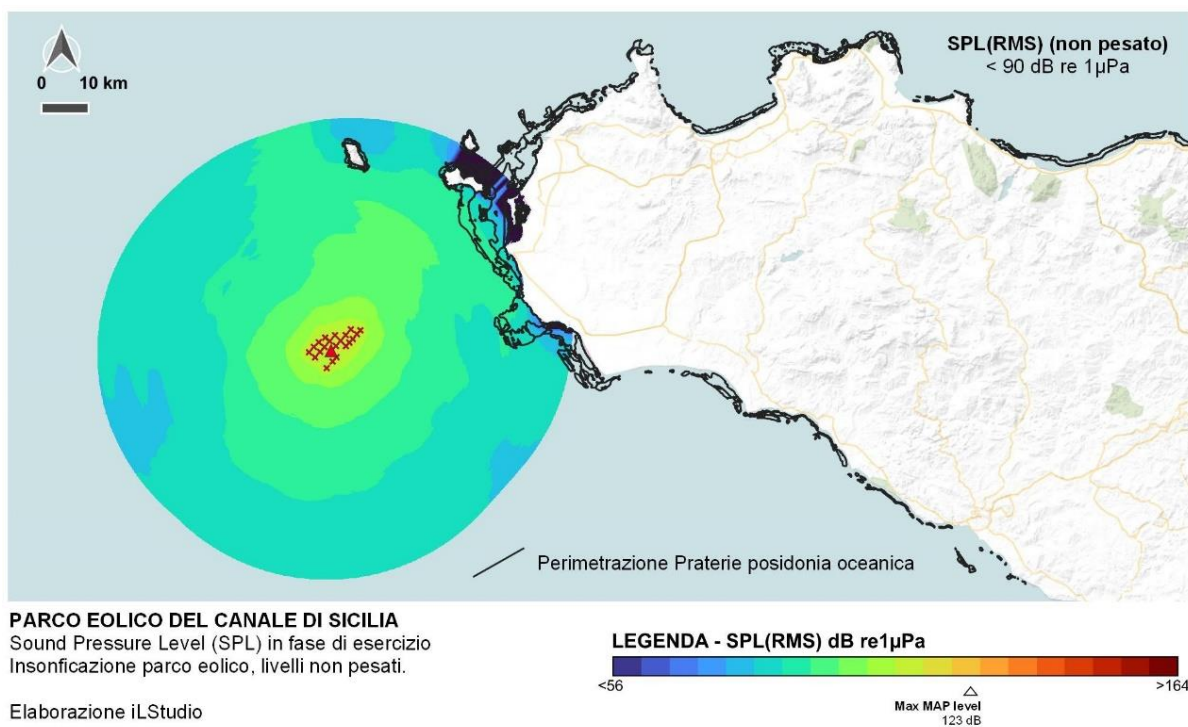 SPL(RMS) (non pesato)
< 90 dB re 1µPa
0 10 km
Perimetrazione Praterie posidonia oceanica
PARCO EOLICO DEL CANALE DI SICILIA
Sound Pressure Level (SPL) in fase di esercizio
Insonficazione parco eolico, livelli non pesati.
Elaborazione iLStudio
LEGENDA - SPL(RMS) dB re1µPa
<56 >164
Max MAP level
123 dB